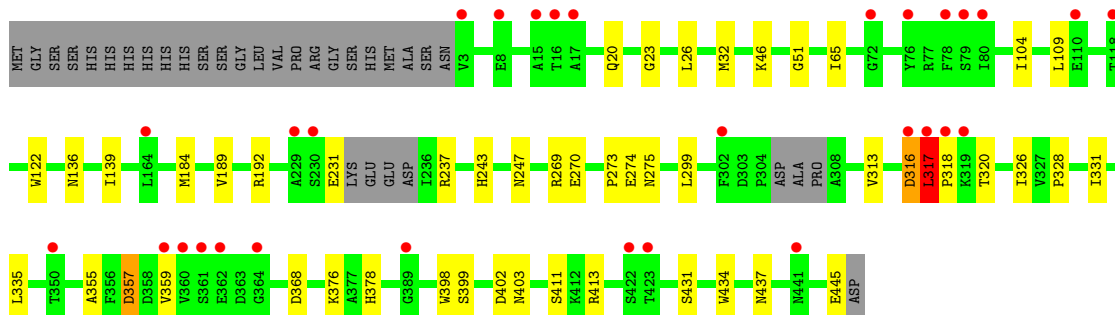 MET GLY SER SER HIS HIS HIS HIS HIS HIS SER SER GLY LEU VAL PRO ARG GLY SER HIS MET ALA SER ASN V3 E8 A15 T16 A17 Q20 G23 L26 M32 K46 G51 I65 G72 Y76 R77 F78 S79 I80 I104 L109 E110 T118
W122 N136 I139 L164 M184 V189 R192 A229 S230 E231 LYS GLU GLU ASP I236 R237 H243 N247 R269 E270 P273 E274 N275 L299 F302 D303 P304 ASP ALA PRO A308 V313 D316 L317 P318 K319 T320 I326 V327 P328 I331
L335 T350 A355 F356 D357 D358 V359 V360 S361 E362 D363 G364 D368 K376 A377 H378 G389 W398 S399 D402 N403 S411 K412 R413 S422 T423 S431 W434 N437 N441 E445 ASP